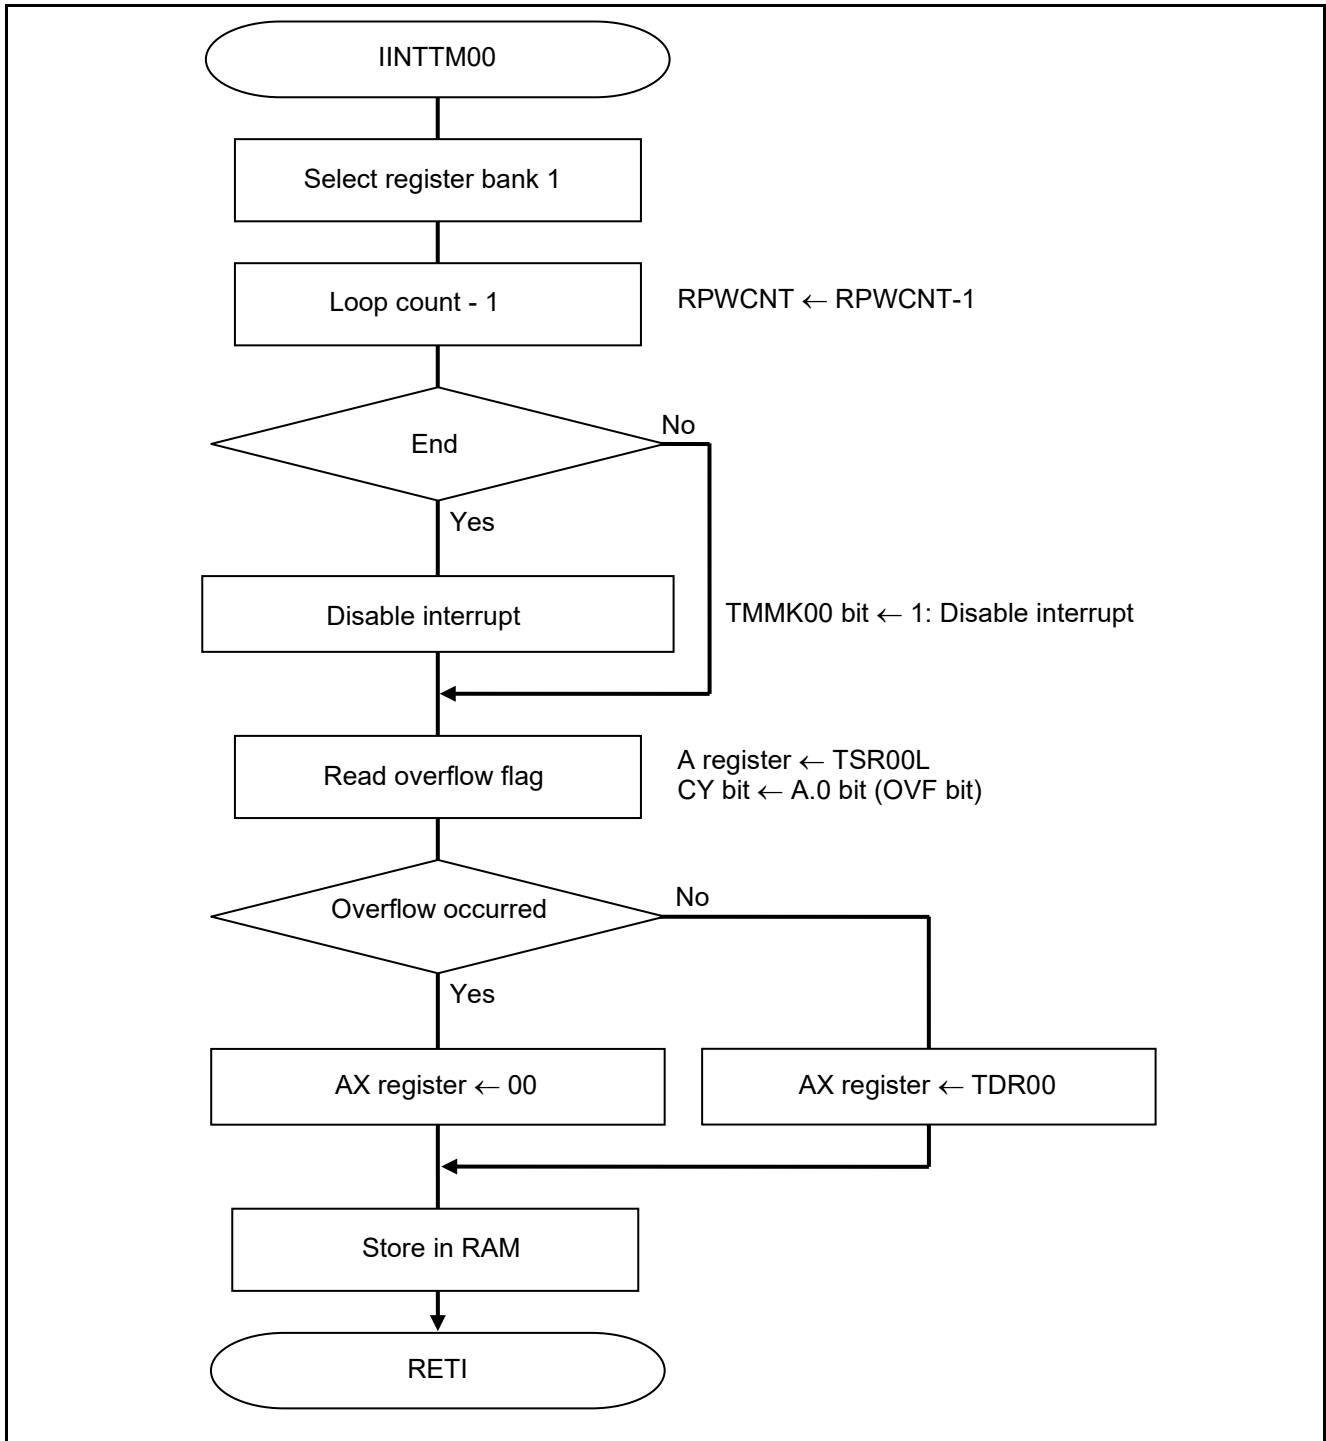 IINTTM00
Select register bank 1
Loop count - 1
RPWCNT ← RPWCNT-1
End
No
Yes
Disable interrupt
TMMK00 bit ← 1: Disable interrupt
Read overflow flag
A register ← TSR00L
CY bit ← A.0 bit (OVF bit)
Overflow occurred
No
Yes
AX register ← 00
AX register ← TDR00
Store in RAM
RETI